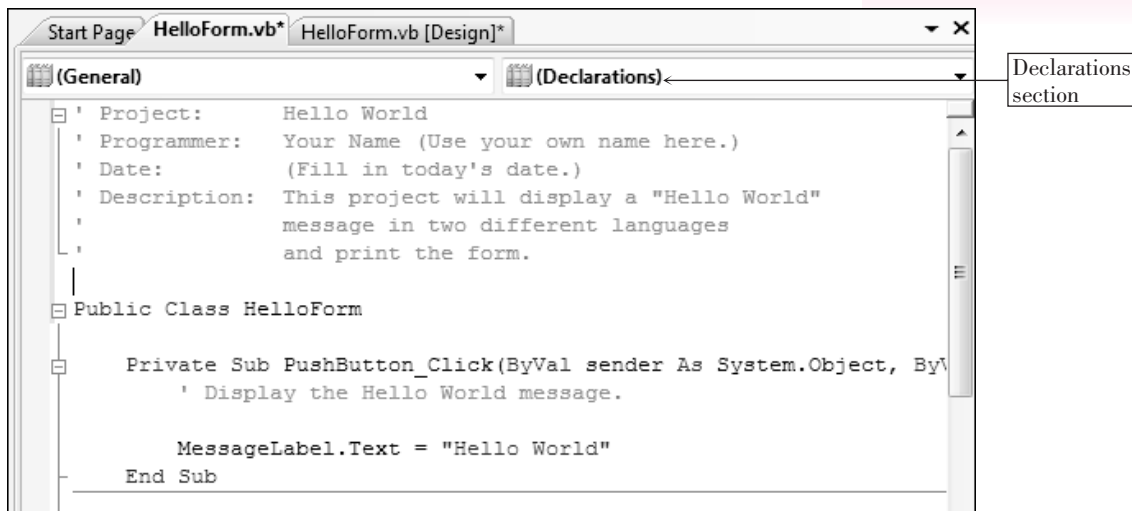 Start Page HelloForm.vb* HelloForm.vb [Design]*
(General) (Declarations)
Declarations
section
' Project: Hello World
' Programmer: Your Name (Use your own name here.)
' Date: (Fill in today's date.)
' Description: This project will display a "Hello World"
' message in two different languages
' and print the form.
Public Class HelloForm
Private Sub PushButton_Click(ByVal sender As System.Object, By
' Display the Hello World message.
MessageLabel.Text = "Hello World"
End Sub